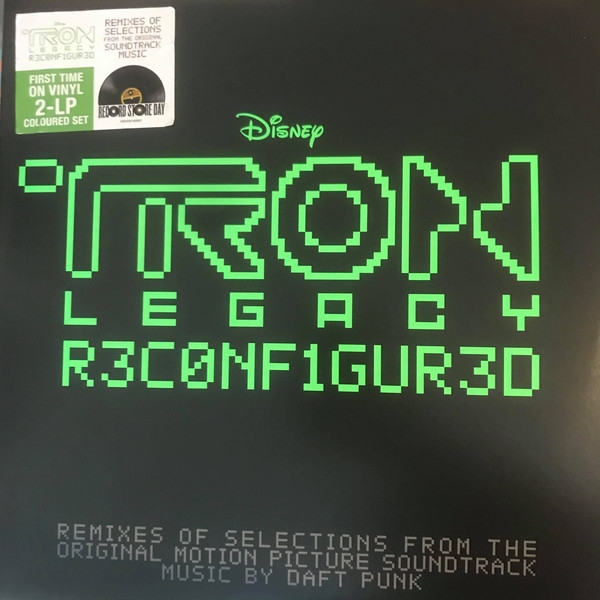 Disney
TRON
LEGACY
R3C0NF1GUR3D
REMIXES OF
SELECTIONS
FROM THE ORIGINAL
SOUNDTRACK
MUSIC
FIRST TIME
ON VINYL
2-LP
COLOURED SET
RECORD STORE DAY
Disney
TRON
LEGACY
R3C0NF1GUR3D
REMIXES OF SELECTIONS FROM THE
ORIGINAL MOTION PICTURE SOUNDTRACK
MUSIC BY DAFT PUNK